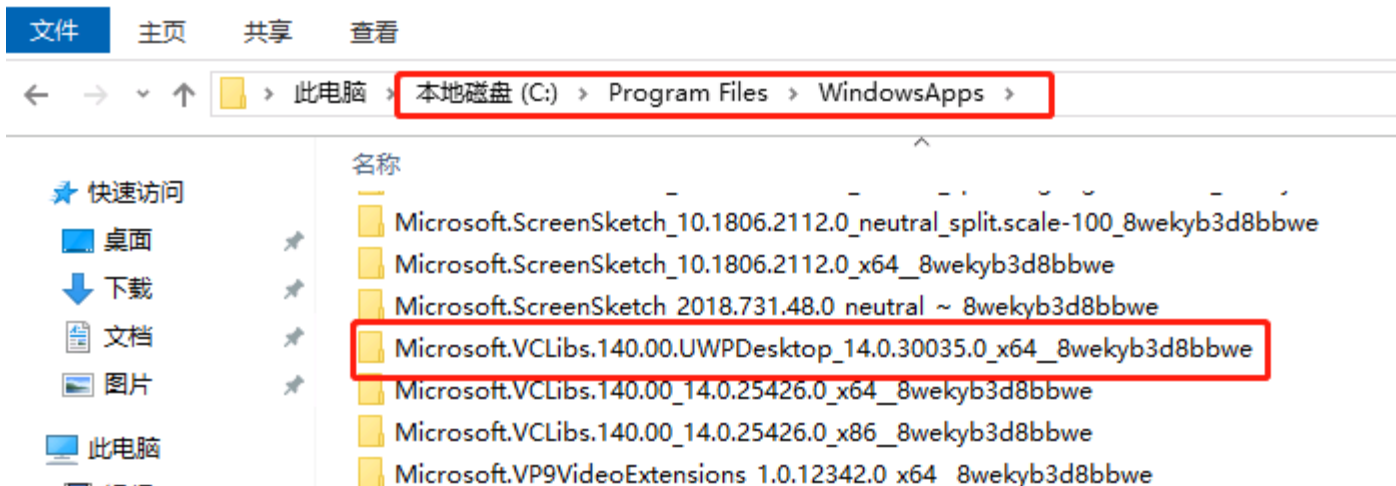 文件 主页 共享 查看
此电脑 > 本地磁盘 (C:) > Program Files > WindowsApps >
名称
快速访问
桌面
下载
文档
图片
此电脑
Microsoft.ScreenSketch_10.1806.2112.0_neutral_split.scale-100_8wekyb3d8bbwe
Microsoft.ScreenSketch_10.1806.2112.0_x64__8wekyb3d8bbwe
Microsoft.ScreenSketch_2018.731.48.0_neutral_~_8wekyb3d8bbwe
Microsoft.VCLibs.140.00.UWPDesktop_14.0.30035.0_x64__8wekyb3d8bbwe
Microsoft.VCLibs.140.00_14.0.25426.0_x64__8wekyb3d8bbwe
Microsoft.VCLibs.140.00_14.0.25426.0_x86__8wekyb3d8bbwe
Microsoft.VP9VideoExtensions_1.0.12342.0_x64__8wekyb3d8bbwe